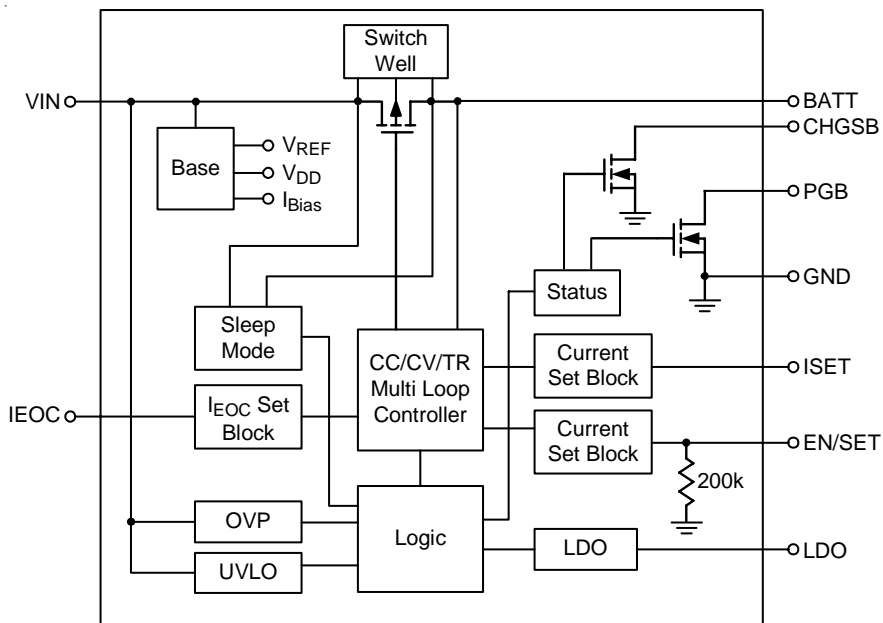 Switch
Well
VIN
BATT
CHGSB
Base
VREF
VDD
IBias
PGB
GND
Status
Sleep
Mode
CC/CV/TR
Multi Loop
Controller
Current
Set Block
ISET
IEOC
IEOC Set
Block
Current
Set Block
EN/SET
200k
OVP
Logic
LDO
LDO
UVLO